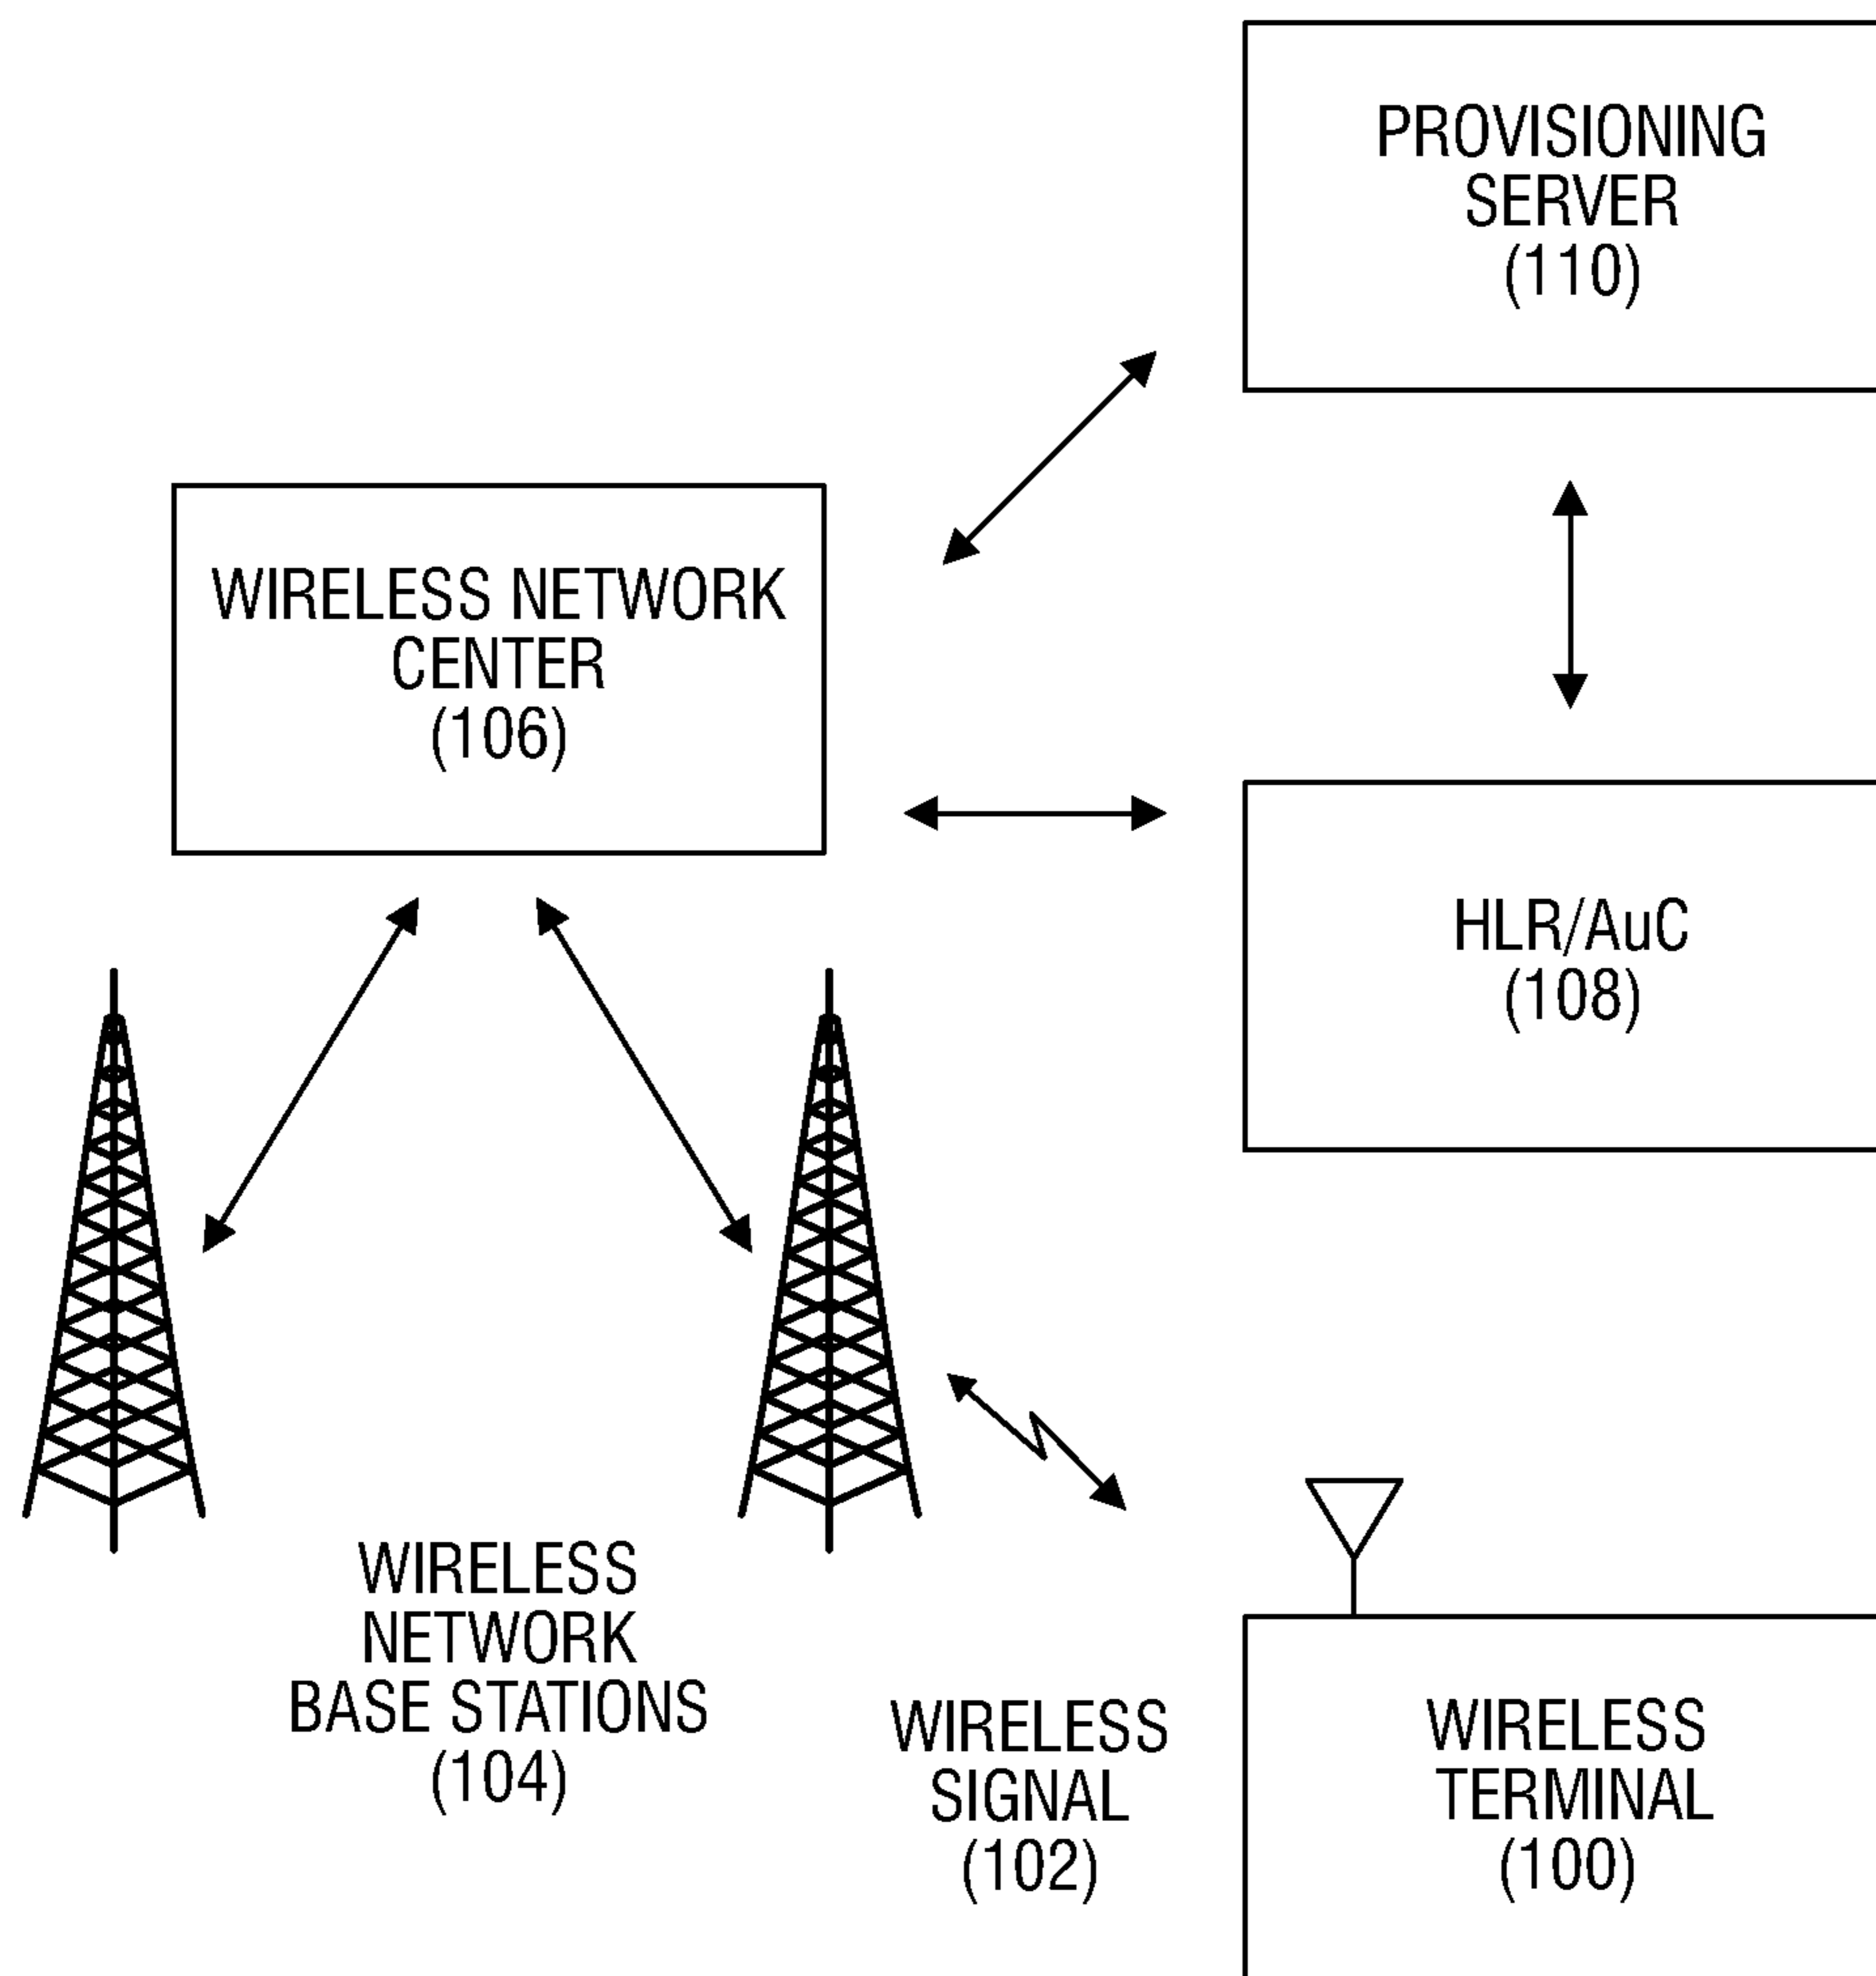 PROVISIONING
SERVER
(110)
WIRELESS NETWORK
CENTER
(106)
HLR/AuC
(108)
WIRELESS
NETWORK
BASE STATIONS
(104)
WIRELESS
SIGNAL
(102)
WIRELESS
TERMINAL
(100)